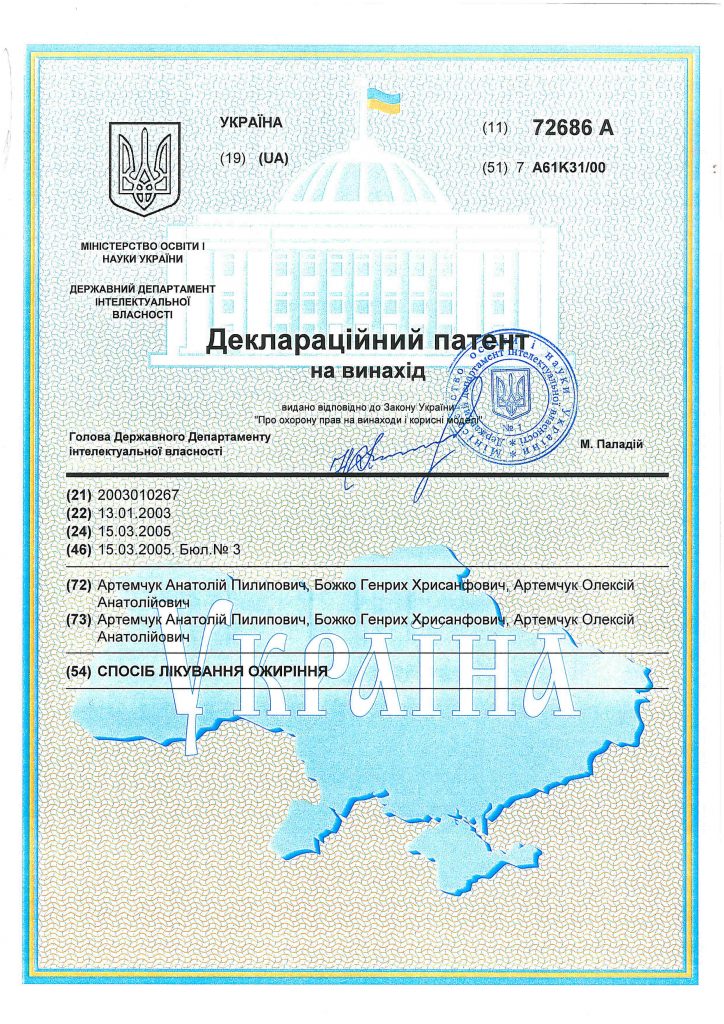 УКРАЇНА
(19) (UA)
(11) 72686 A
(51) 7 A61K31/00
МІНІСТЕРСТВО ОСВІТИ І
НАУКИ УКРАЇНИ
ДЕРЖАВНИЙ ДЕПАРТАМЕНТ
ІНТЕЛЕКТУАЛЬНОЇ
ВЛАСНОСТІ
Деклараційний патент
на винахід
видано відповідно до Закону України
"Про охорону прав на винаходи і корисні моделі"
Голова Державного Департаменту
інтелектуальної власності
М. Паладій
Міністерство освіти і науки України
Державний департамент інтелектуальної власності
№ 1
(21) 2003010267
(22) 13.01.2003
(24) 15.03.2005
(46) 15.03.2005. Бюл.№ 3
(72) Артемчук Анатолій Пилипович, Божко Генрих Хрисанфович, Артемчук Олексій
Анатолійович
(73) Артемчук Анатолій Пилипович, Божко Генрих Хрисанфович, Артемчук Олексій
Анатолійович
(54) СПОСІБ ЛІКУВАННЯ ОЖИРІННЯ
УКРАЇНА